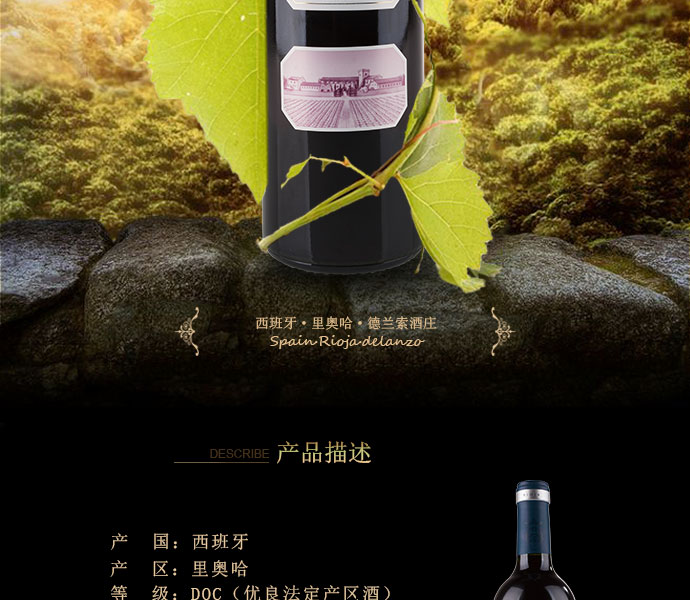 西班牙·里奥哈·德兰索酒庄
Spain Rioja delanzo
DESCRIBE 产品描述
产 国：西班牙
产 区：里奥哈
等 级：DOC（优良法定产区酒）